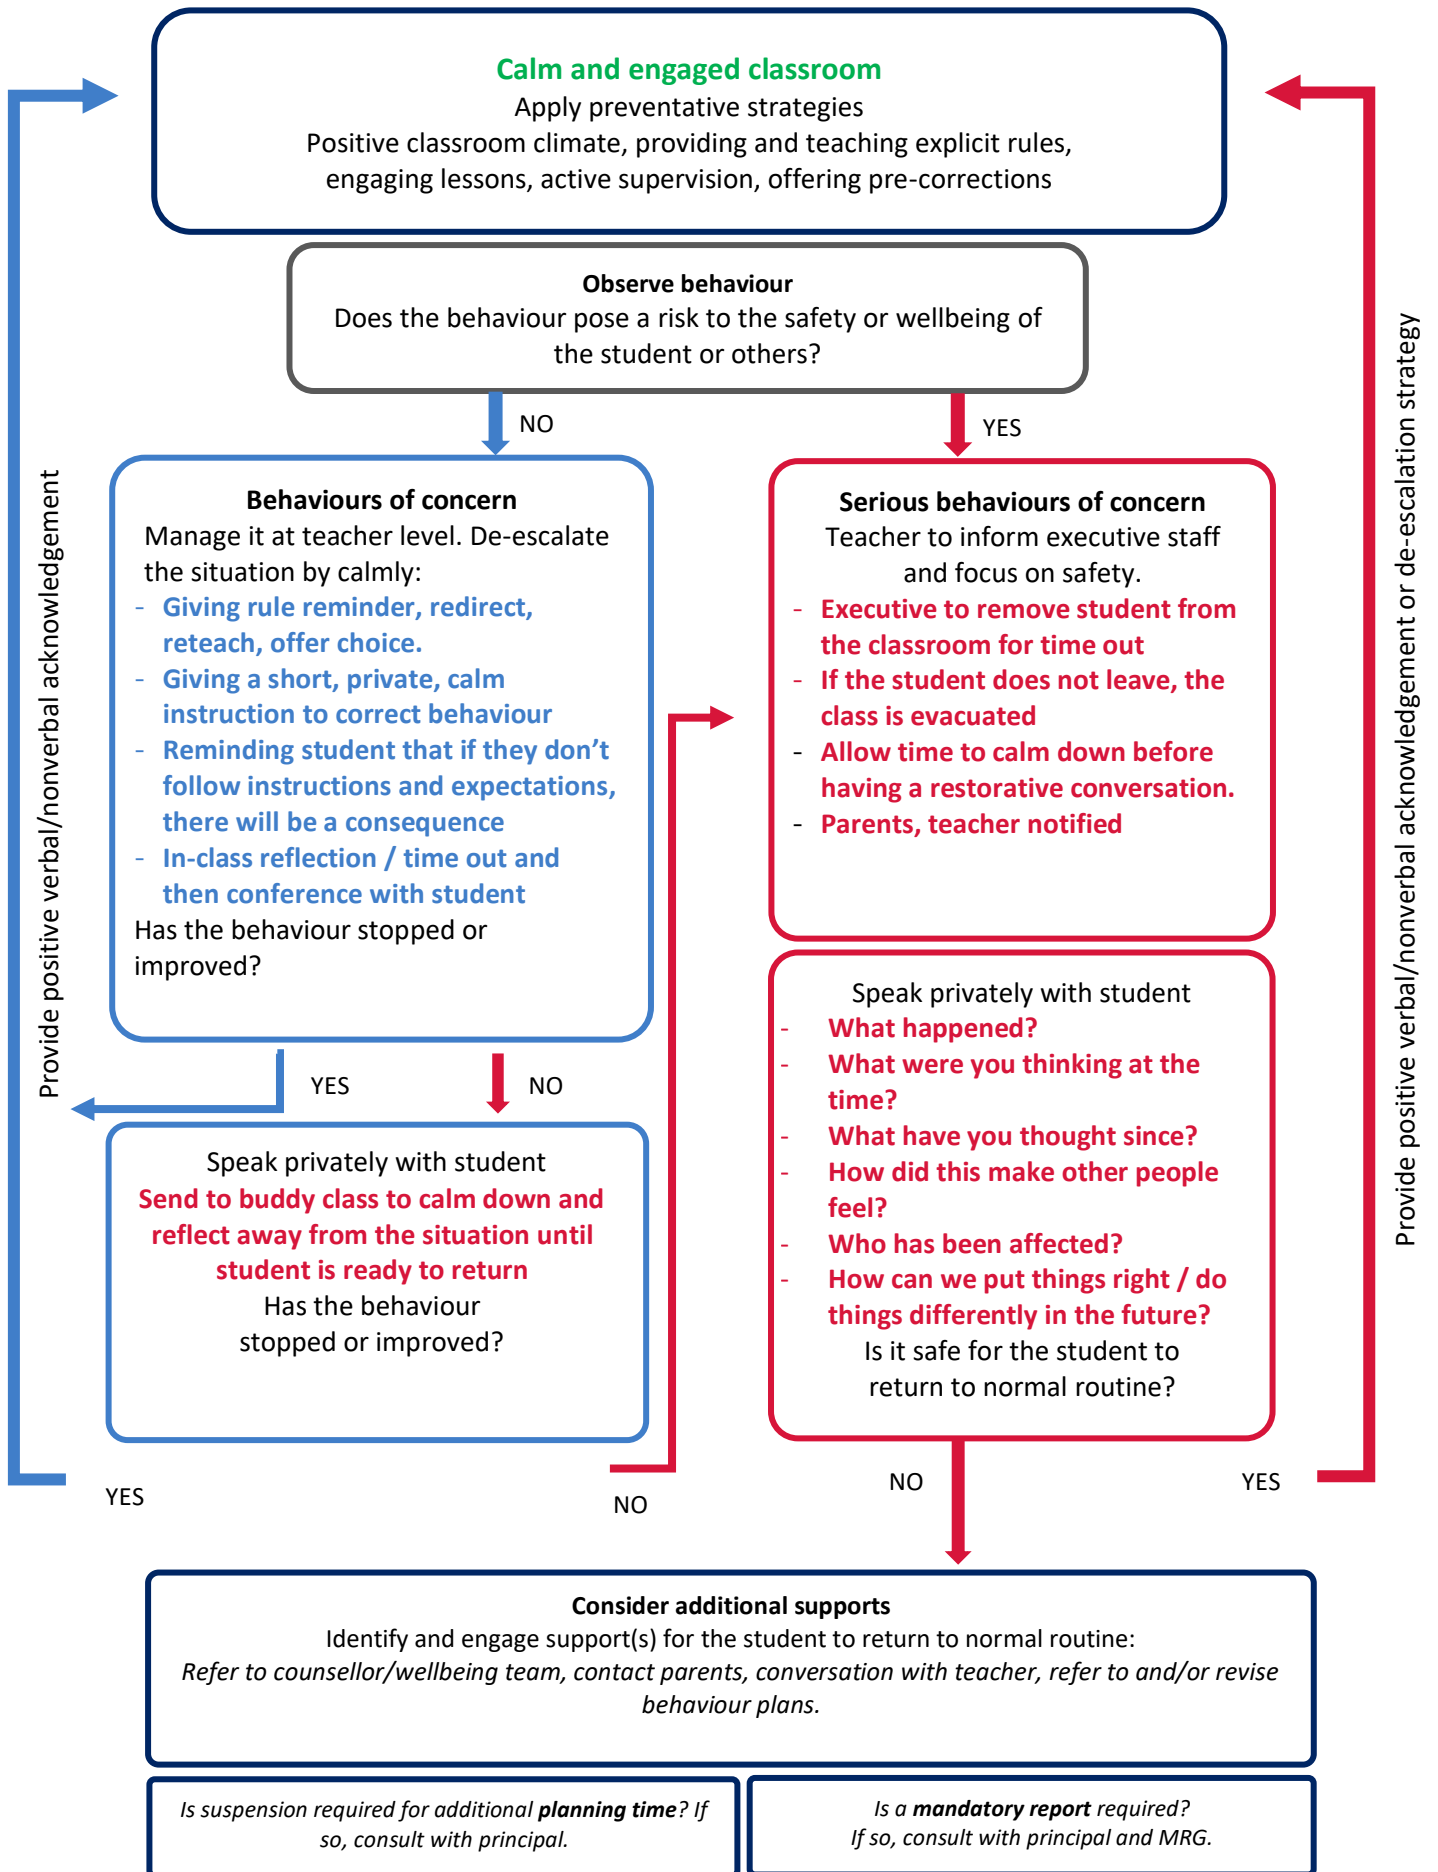 Calm and engaged classroom
Apply preventative strategies
Positive classroom climate, providing and teaching explicit rules,
engaging lessons, active supervision, offering pre-corrections
Observe behaviour
Does the behaviour pose a risk to the safety or wellbeing of
the student or others?
NO
YES
Provide positive verbal/nonverbal acknowledgement
Behaviours of concern
Manage it at teacher level. De-escalate
the situation by calmly:
- Giving rule reminder, redirect,
reteach, offer choice.
- Giving a short, private, calm
instruction to correct behaviour
- Reminding student that if they don’t
follow instructions and expectations,
there will be a consequence
- In-class reflection / time out and
then conference with student
Has the behaviour stopped or
improved?
YES
NO
Speak privately with student
Send to buddy class to calm down and
reflect away from the situation until
student is ready to return
Has the behaviour
stopped or improved?
YES
NO
Serious behaviours of concern
Teacher to inform executive staff
and focus on safety.
- Executive to remove student from
the classroom for time out
- If the student does not leave, the
class is evacuated
- Allow time to calm down before
having a restorative conversation.
- Parents, teacher notified
Speak privately with student
- What happened?
- What were you thinking at the
time?
- What have you thought since?
- How did this make other people
feel?
- Who has been affected?
- How can we put things right / do
things differently in the future?
Is it safe for the student to
return to normal routine?
NO
YES
Provide positive verbal/nonverbal acknowledgement or de-escalation strategy
Consider additional supports
Identify and engage support(s) for the student to return to normal routine:
Refer to counsellor/wellbeing team, contact parents, conversation with teacher, refer to and/or revise
behaviour plans.
Is suspension required for additional planning time? If
so, consult with principal.
Is a mandatory report required?
If so, consult with principal and MRG.